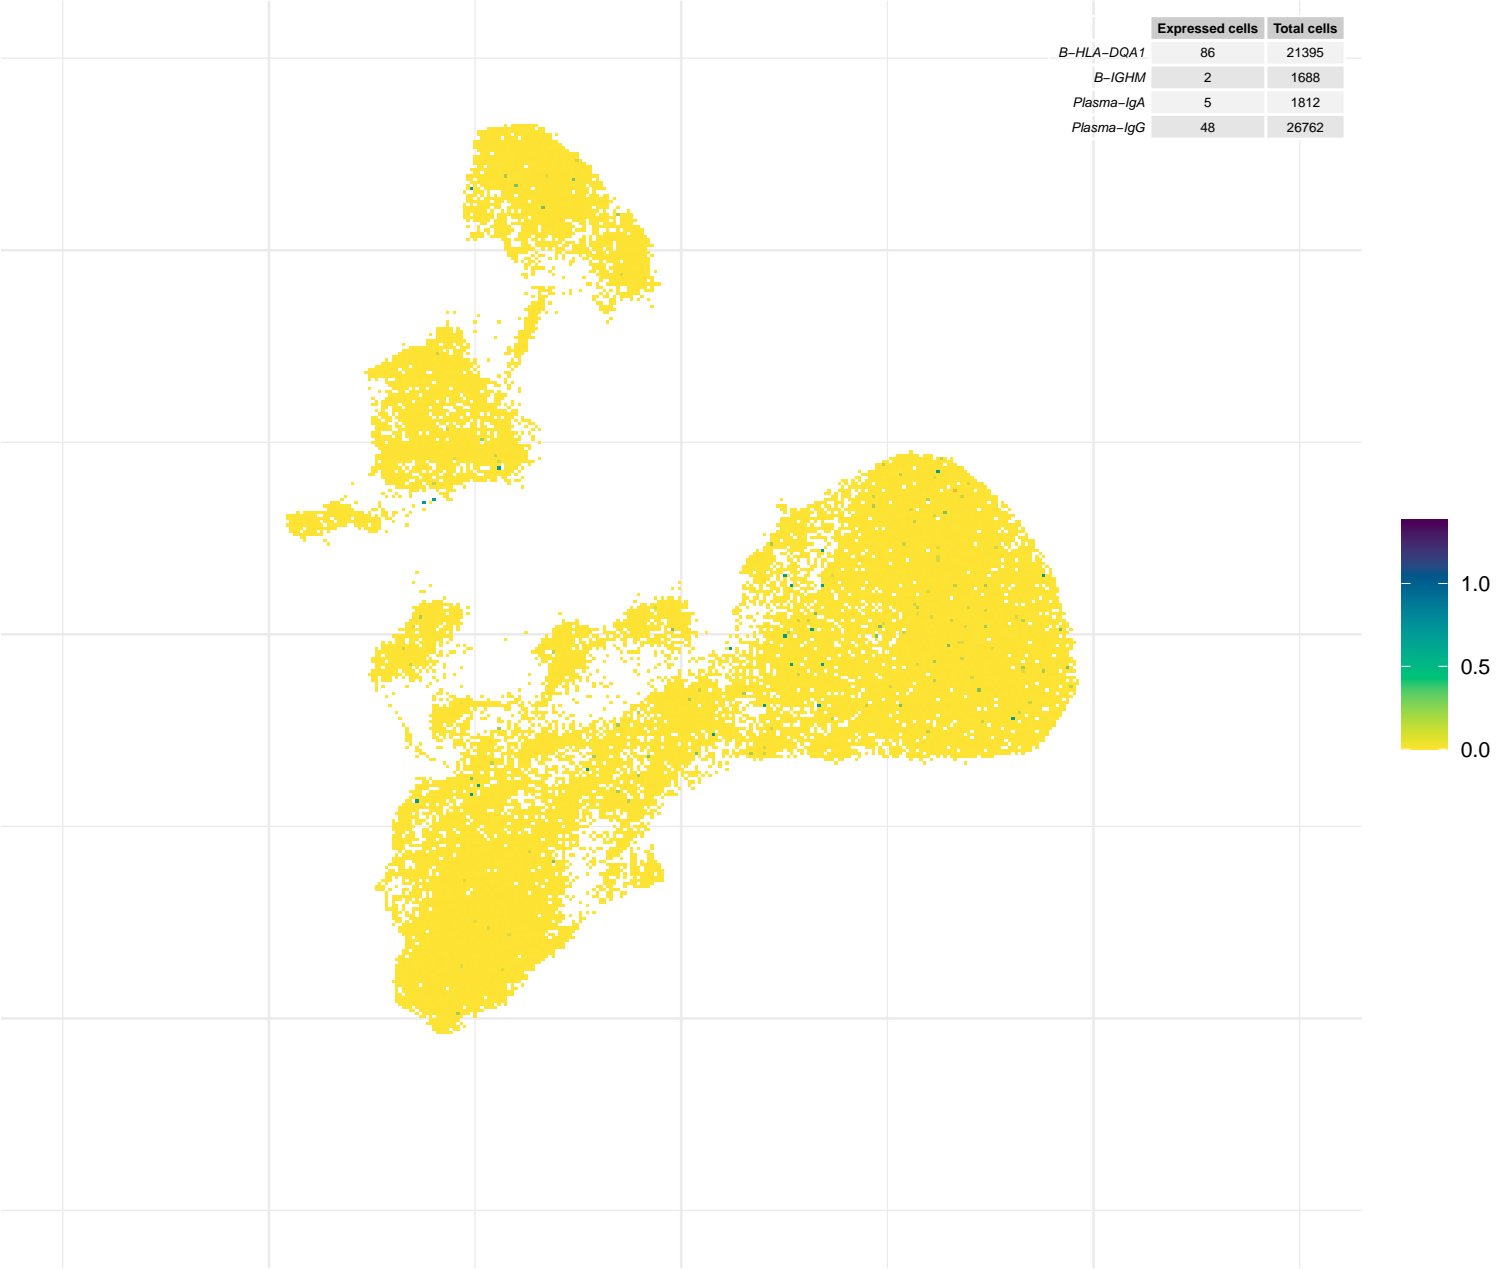 Expressed cells Total cells
B−HLA−DQA1 86 21395
B−IGHM 2 1688
Plasma−IgA 5 1812
Plasma−IgG 48 26762
1.0
0.5
0.0